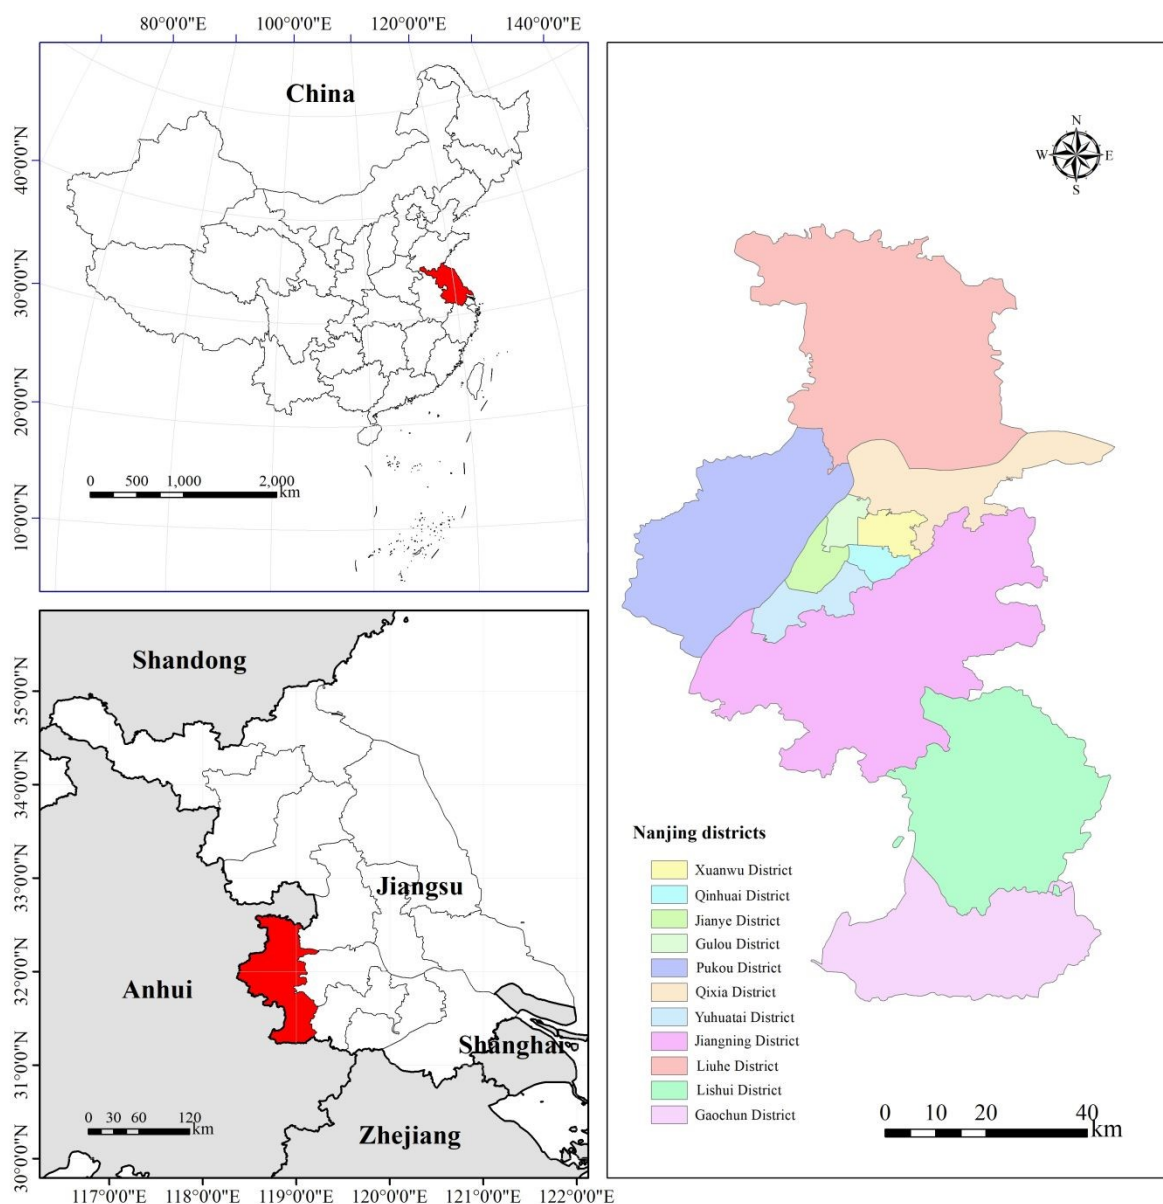 80°0'0"E 100°0'0"E 120°0'0"E 140°0'0"E
China
40°0'0"N
30°0'0"N
20°0'0"N
10°0'0"N
0 500 1,000 2,000
km
Shandong
Jiangsu
Anhui
Shanghai
Zhejiang
35°0'0"N
34°0'0"N
33°0'0"N
32°0'0"N
31°0'0"N
30°0'0"N
0 30 60 120
km
117°0'0"E 118°0'0"E 119°0'0"E 120°0'0"E 121°0'0"E 122°0'0"E
N
W E
S
Nanjing districts
Xuanwu District
Qinhuai District
Jianye District
Gulou District
Pukou District
Qixia District
Yuhuatai District
Jiangning District
Liuhe District
Lishui District
Gaochun District
0 10 20 40
km